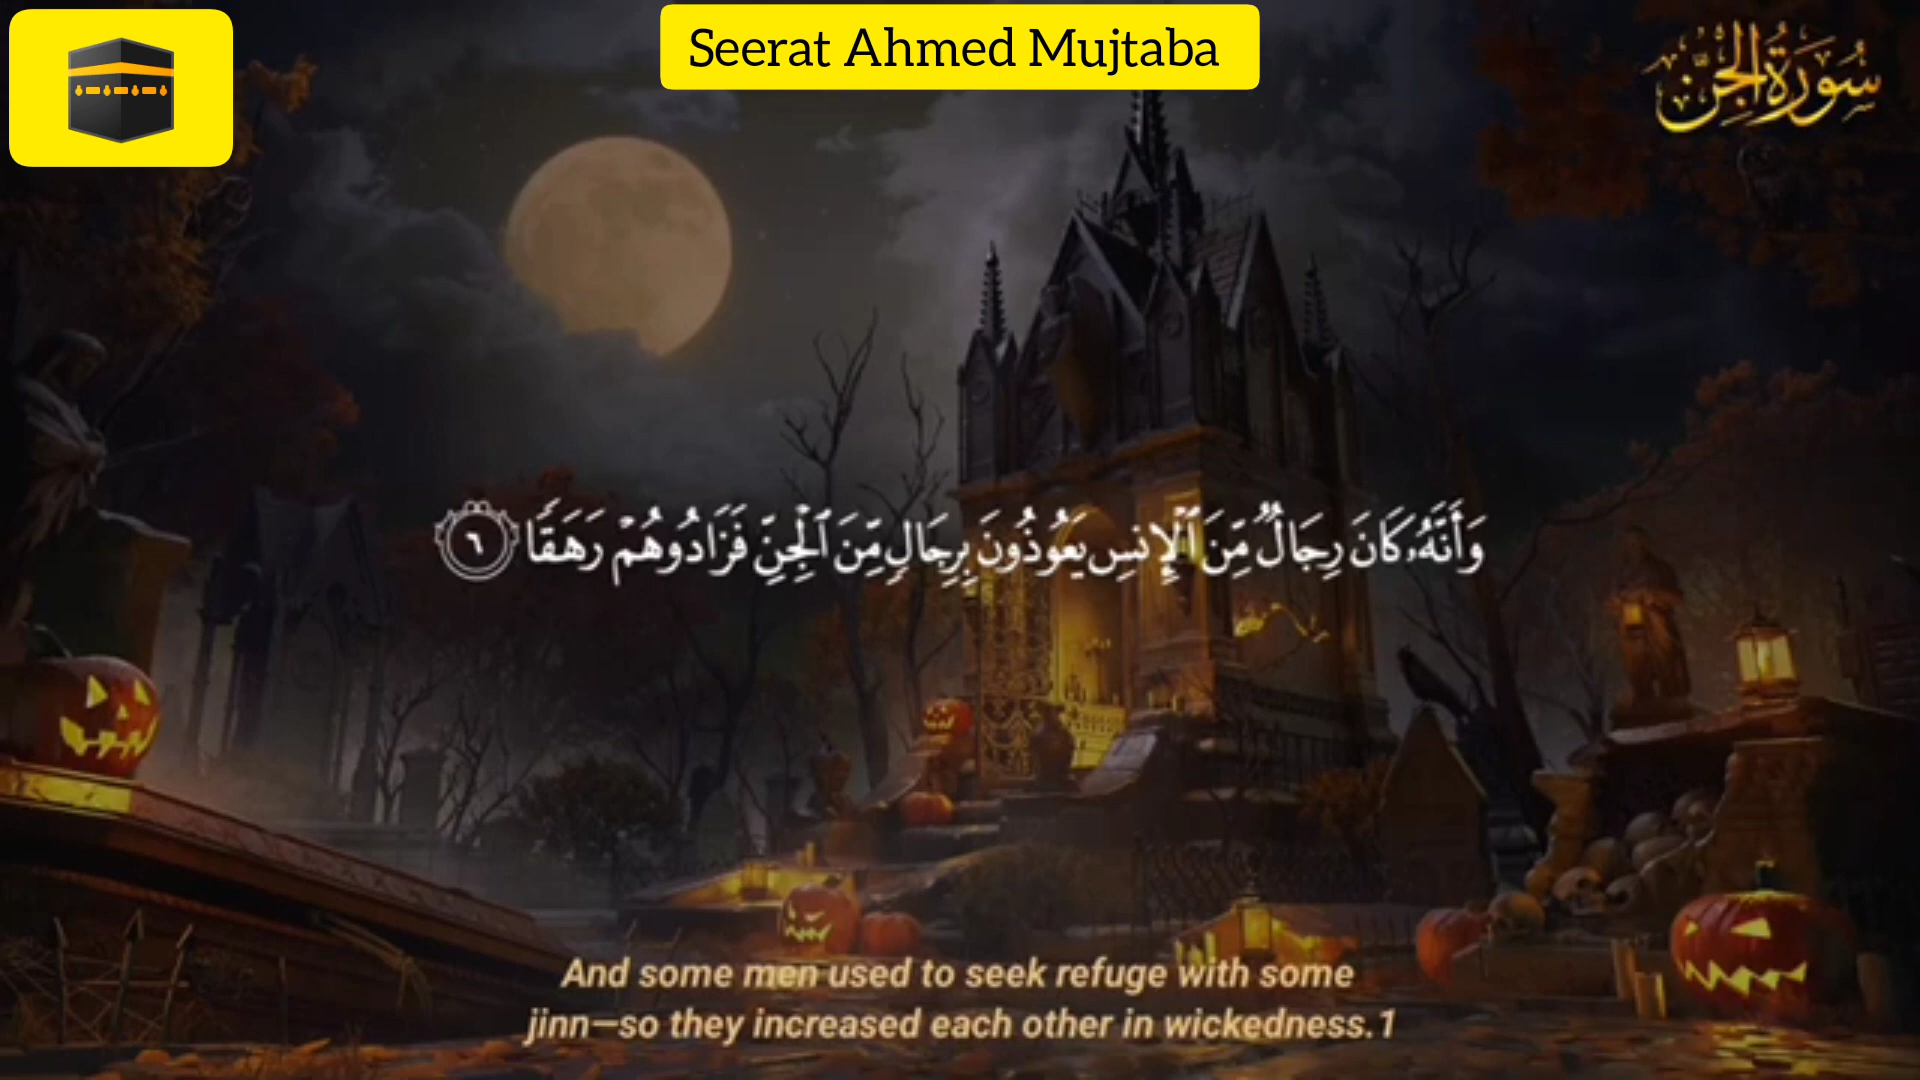 Seerat Ahmed Mujtaba
سُورَةُ الجِنّ
وَأَنَّهُۥ كَانَ رِجَالٌ مِّنَ ٱلْإِنسِ يَعُوذُونَ بِرِجَالٍ مِّنَ ٱلْجِنِّ فَزَادُوهُمْ رَهَقًا ٦
And some men used to seek refuge with some
jinn—so they increased each other in wickedness.1